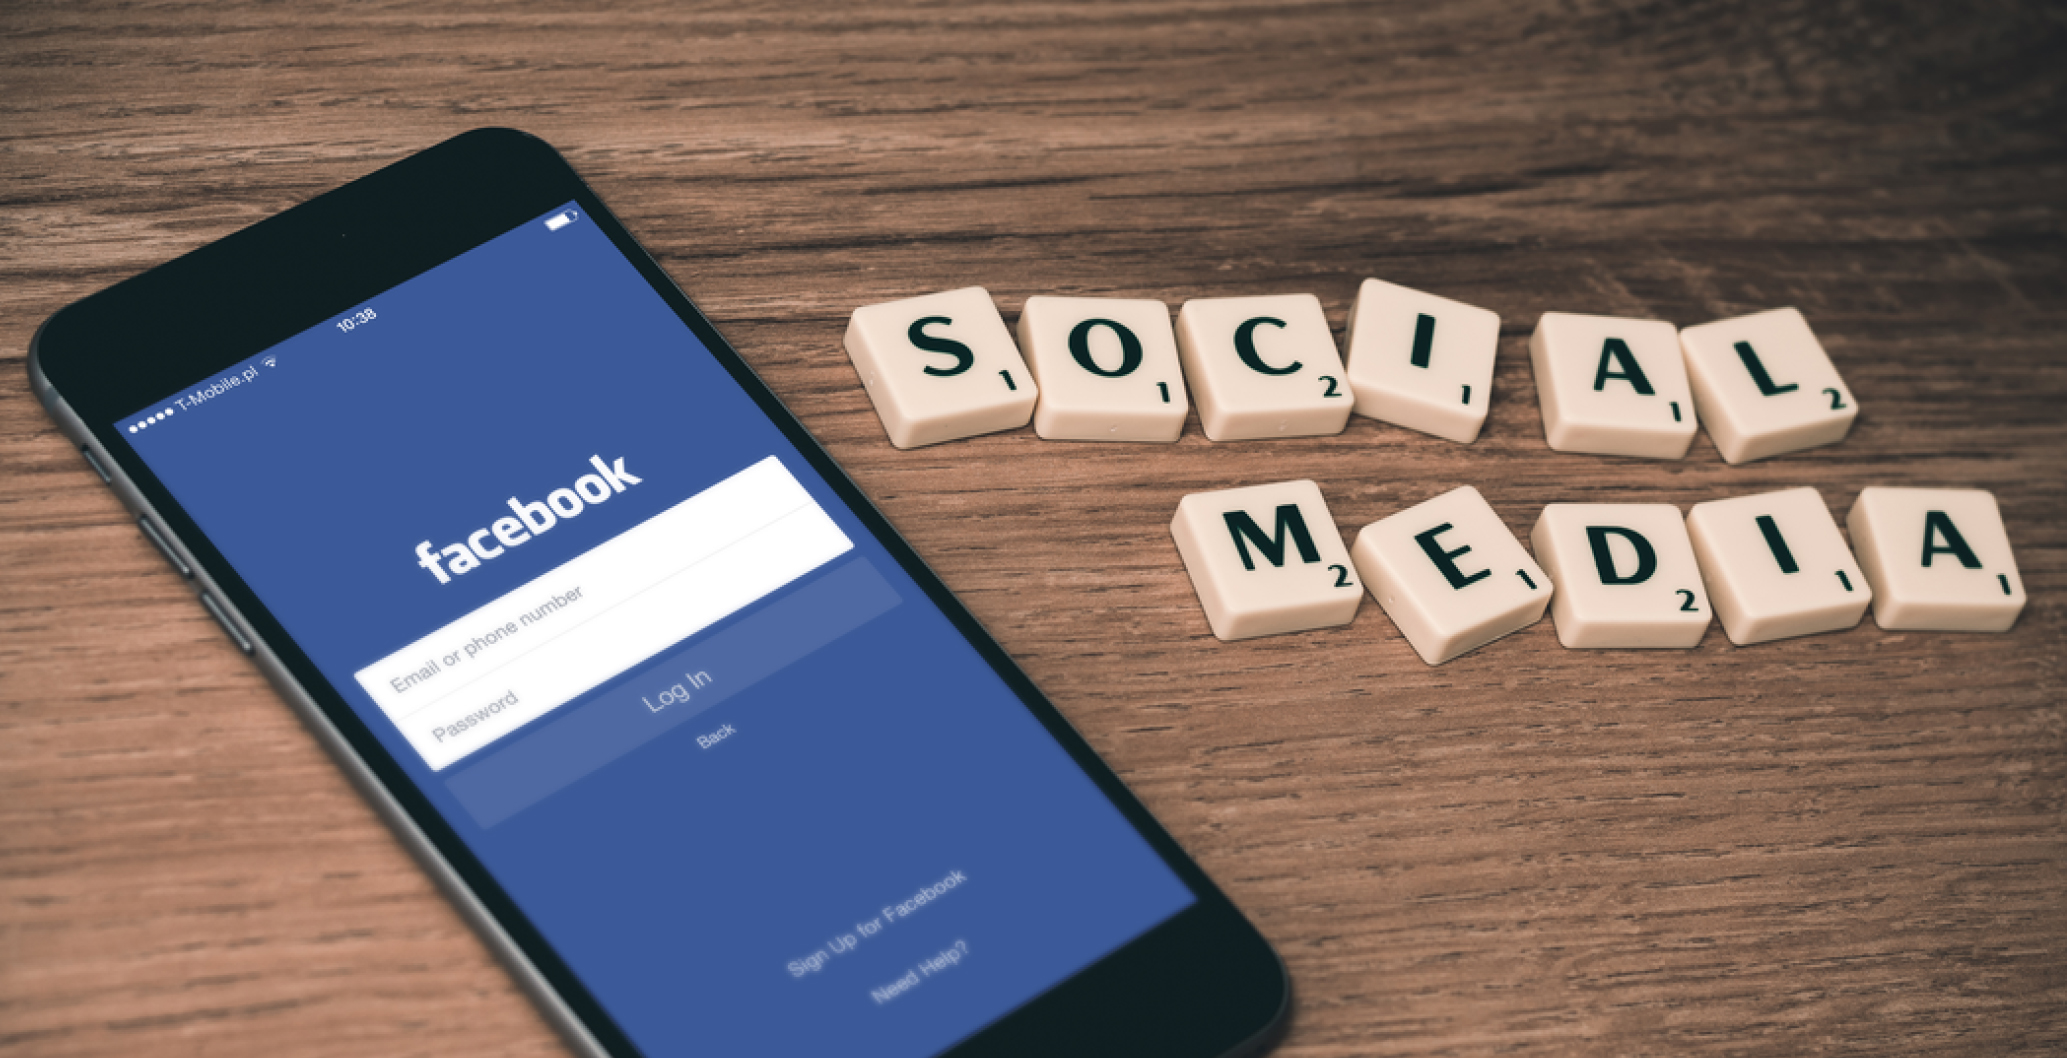 ●●●●● T-Mobile.pl 10:38
facebook
Email or phone number
Password
Log In
Back
Sign Up for Facebook
Need Help?
S1 O1 C2 I1 A1 L2
M2 E1 D2 I1 A1